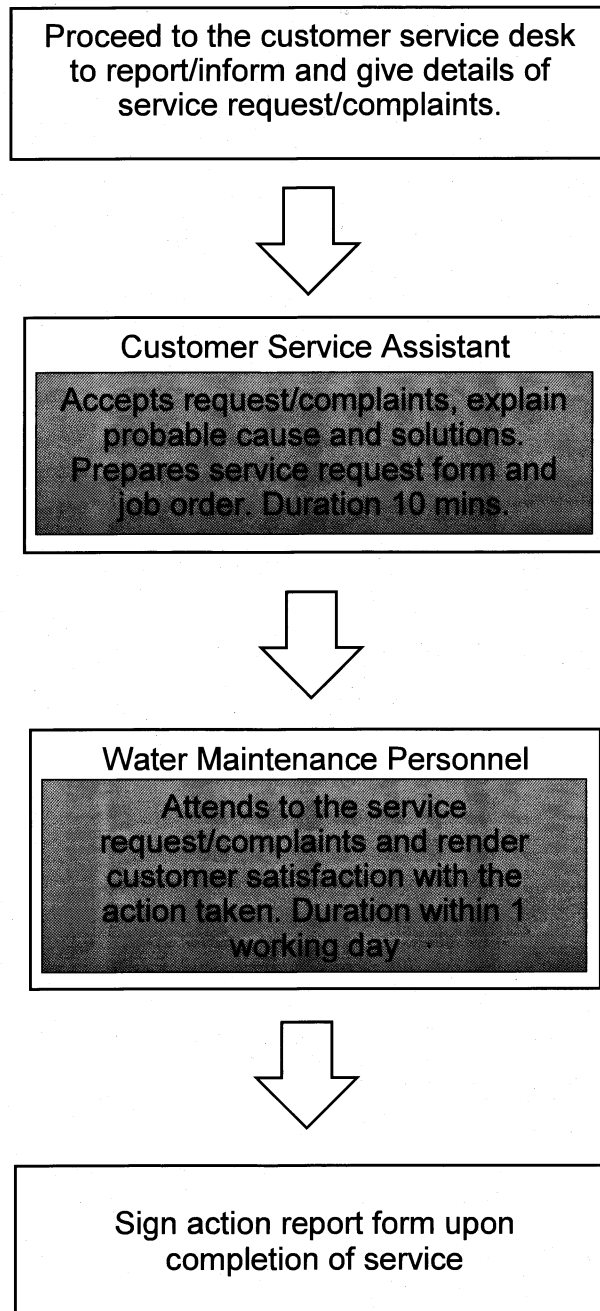 Proceed to the customer service desk
to report/inform and give details of
service request/complaints.
Customer Service Assistant
Accepts request/complaints, explain
probable cause and solutions.
Prepares service request form and
job order. Duration 10 mins.
Water Maintenance Personnel
Attends to the service
request/complaints and render
customer satisfaction with the
action taken. Duration within 1
working day
Sign action report form upon
completion of service